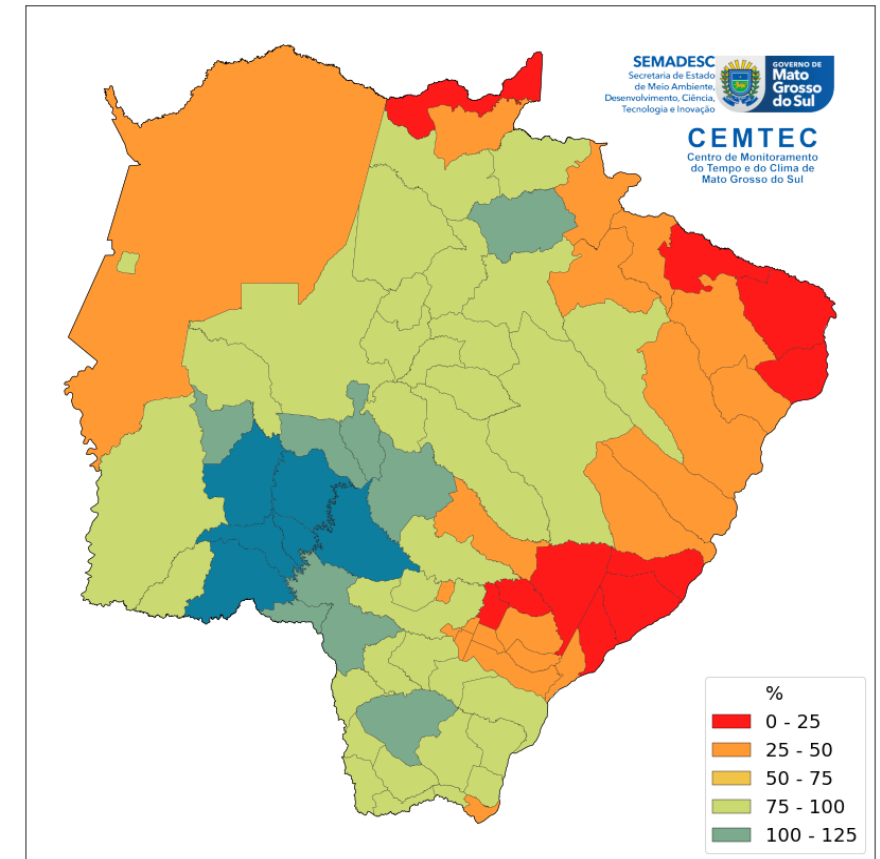 SEMADESC
Secretaria de Estado
de Meio Ambiente,
Desenvolvimento, Ciência,
Tecnologia e Inovação
GOVERNO DE
Mato
Grosso
do Sul
CEMTEC
Centro de Monitoramento
do Tempo e do Clima de
Mato Grosso do Sul
%
0 - 25
25 - 50
50 - 75
75 - 100
100 - 125